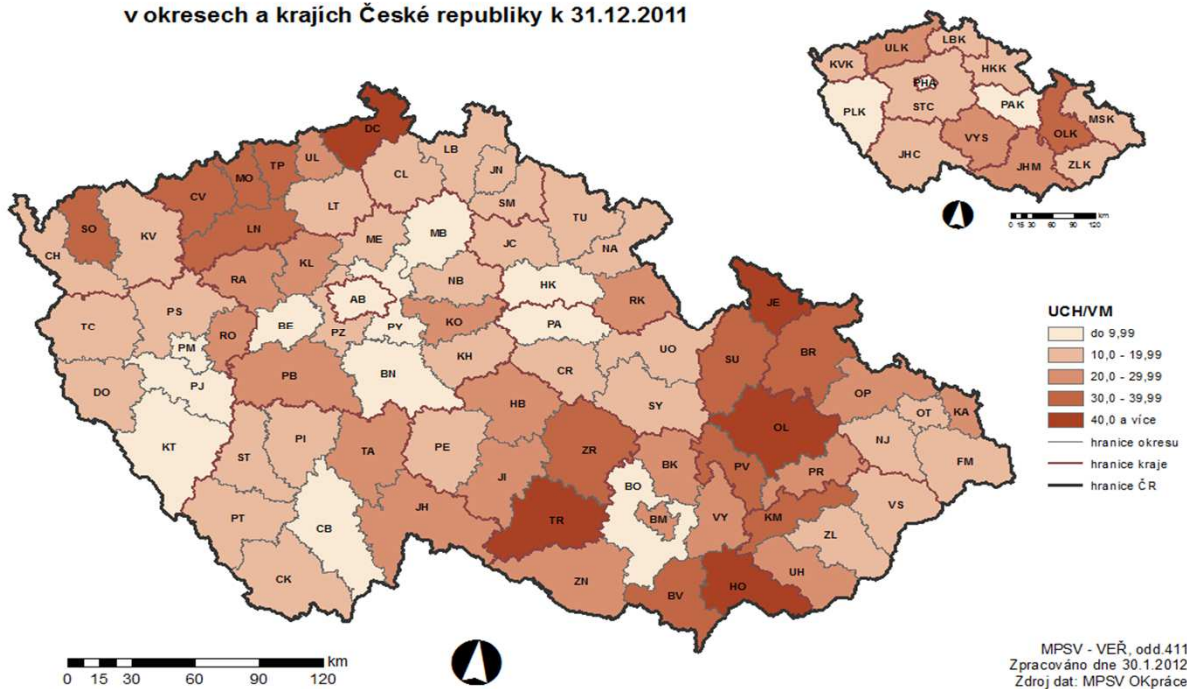 v okresech a krajích České republiky k 31.12.2011
LBK
ULK
KVK
HKK
PHA
PAK
STC
PLK
MSK
OLK
VYS
JHC
JHM
ZLK
km
0 15 30 60 90 120
DC
LB
UL
TP
MO
JN
CL
CV
SM
LT
TU
SO
LN
KV
MB
ME
JC
NA
CH
KL
RA
NB
HK
AB
RK
JE
PS
TC
BE
PZ
PY
KO
PA
RO
UO
PM
SU
BR
KH
CR
PB
BN
PJ
DO
OP
HB
SY
OT
KA
OL
KT
PI
ST
TA
PE
NJ
ZR
FM
BK
PV
PR
JI
BO
VS
JH
TR
BM
VY
KM
PT
CB
ZL
UH
CK
ZN
HO
BV
UCH/VM
do 9,99
10,0 - 19,99
20,0 - 29,99
30,0 - 39,99
40,0 a více
hranice okresu
hranice kraje
hranice ČR
km
0 15 30 60 90 120
MPSV - VEŘ, odd.411
Zpracováno dne 30.1.2012
Zdroj dat: MPSV OKpráce